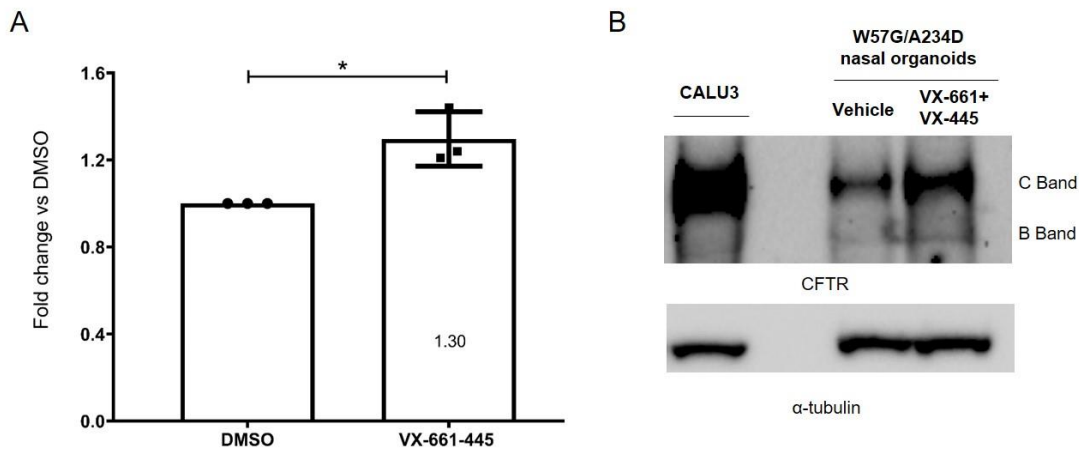 A
Fold change vs DMSO
1.6
1.2
0.8
0.4
0.0
*
1.30
DMSO
VX-661-445
B
W57G/A234D
nasal organoids
CALU3
Vehicle
VX-661+
VX-445
C Band
B Band
CFTR
α-tubulin